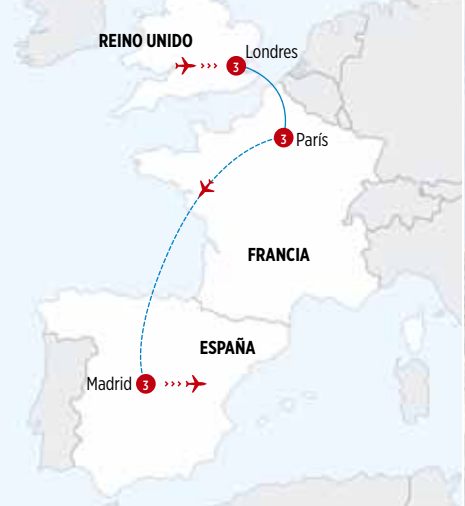 REINO UNIDO
Londres
3
3
París
FRANCIA
ESPAÑA
Madrid
3